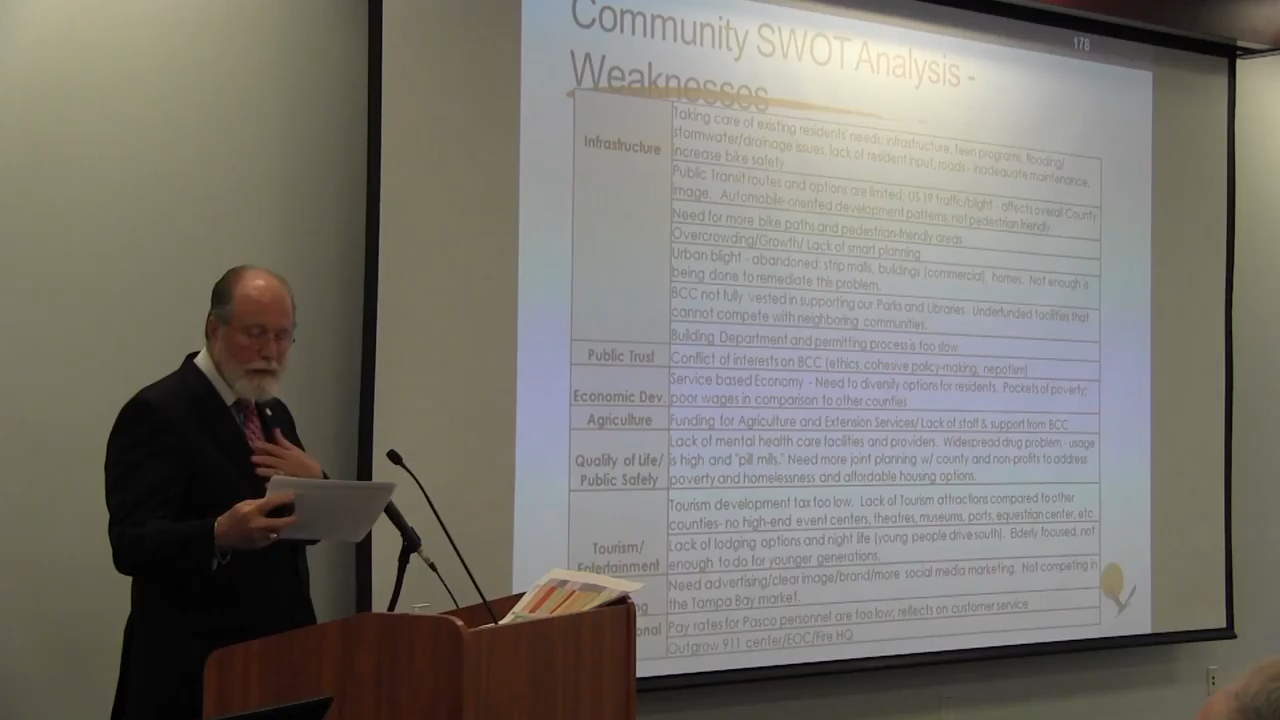 178
Community SWOT Analysis -
Weaknesses
Infrastructure
Taking care of existing residents' needs: infrastructure, teen programs, flooding/
stormwater/drainage issues, lack of resident input, roads - inadequate maintenance,
increase bike safety
Public Transit routes and options are limited; US 19 traffic/blight - affects overall County
image. Automobile-oriented development patterns, not pedestrian friendly.
Need for more bike paths and pedestrian-friendly areas
Overcrowding/Growth/ Lack of smart planning
Urban blight - abandoned: strip malls, buildings (commercial), homes. Not enough is
being done to remediate this problem.
BCC not fully vested in supporting our Parks and Libraries. Underfunded facilities that
cannot compete with neighboring communities.
Building Department and permitting process is too slow
Public Trust
Conflict of interests on BCC (ethics, cohesive policy-making, nepotism)
Economic Dev.
Service based Economy - Need to diversify options for residents. Pockets of poverty;
poor wages in comparison to other counties
Agriculture
Funding for Agriculture and Extension Services/ Lack of staff & support from BCC
Quality of Life/
Public Safety
Lack of mental health care facilities and providers. Widespread drug problem - usage
is high and "pill mills." Need more joint planning w/ county and non-profits to address
poverty and homelessness and affordable housing options.
Tourism/
Entertainment
Tourism development tax too low. Lack of Tourism attractions compared to other
counties- no high-end event centers, theatres, museums, ports, equestrian center, etc.
Lack of lodging options and night life (young people drive south). Elderly focused, not
enough to do for younger generations.
ng
Need advertising/clear image/brand/more social media marketing. Not competing in
the Tampa Bay market.
onal
Pay rates for Pasco personnel are too low; reflects on customer service
Outgrow 911 center/EOC/Fire HQ